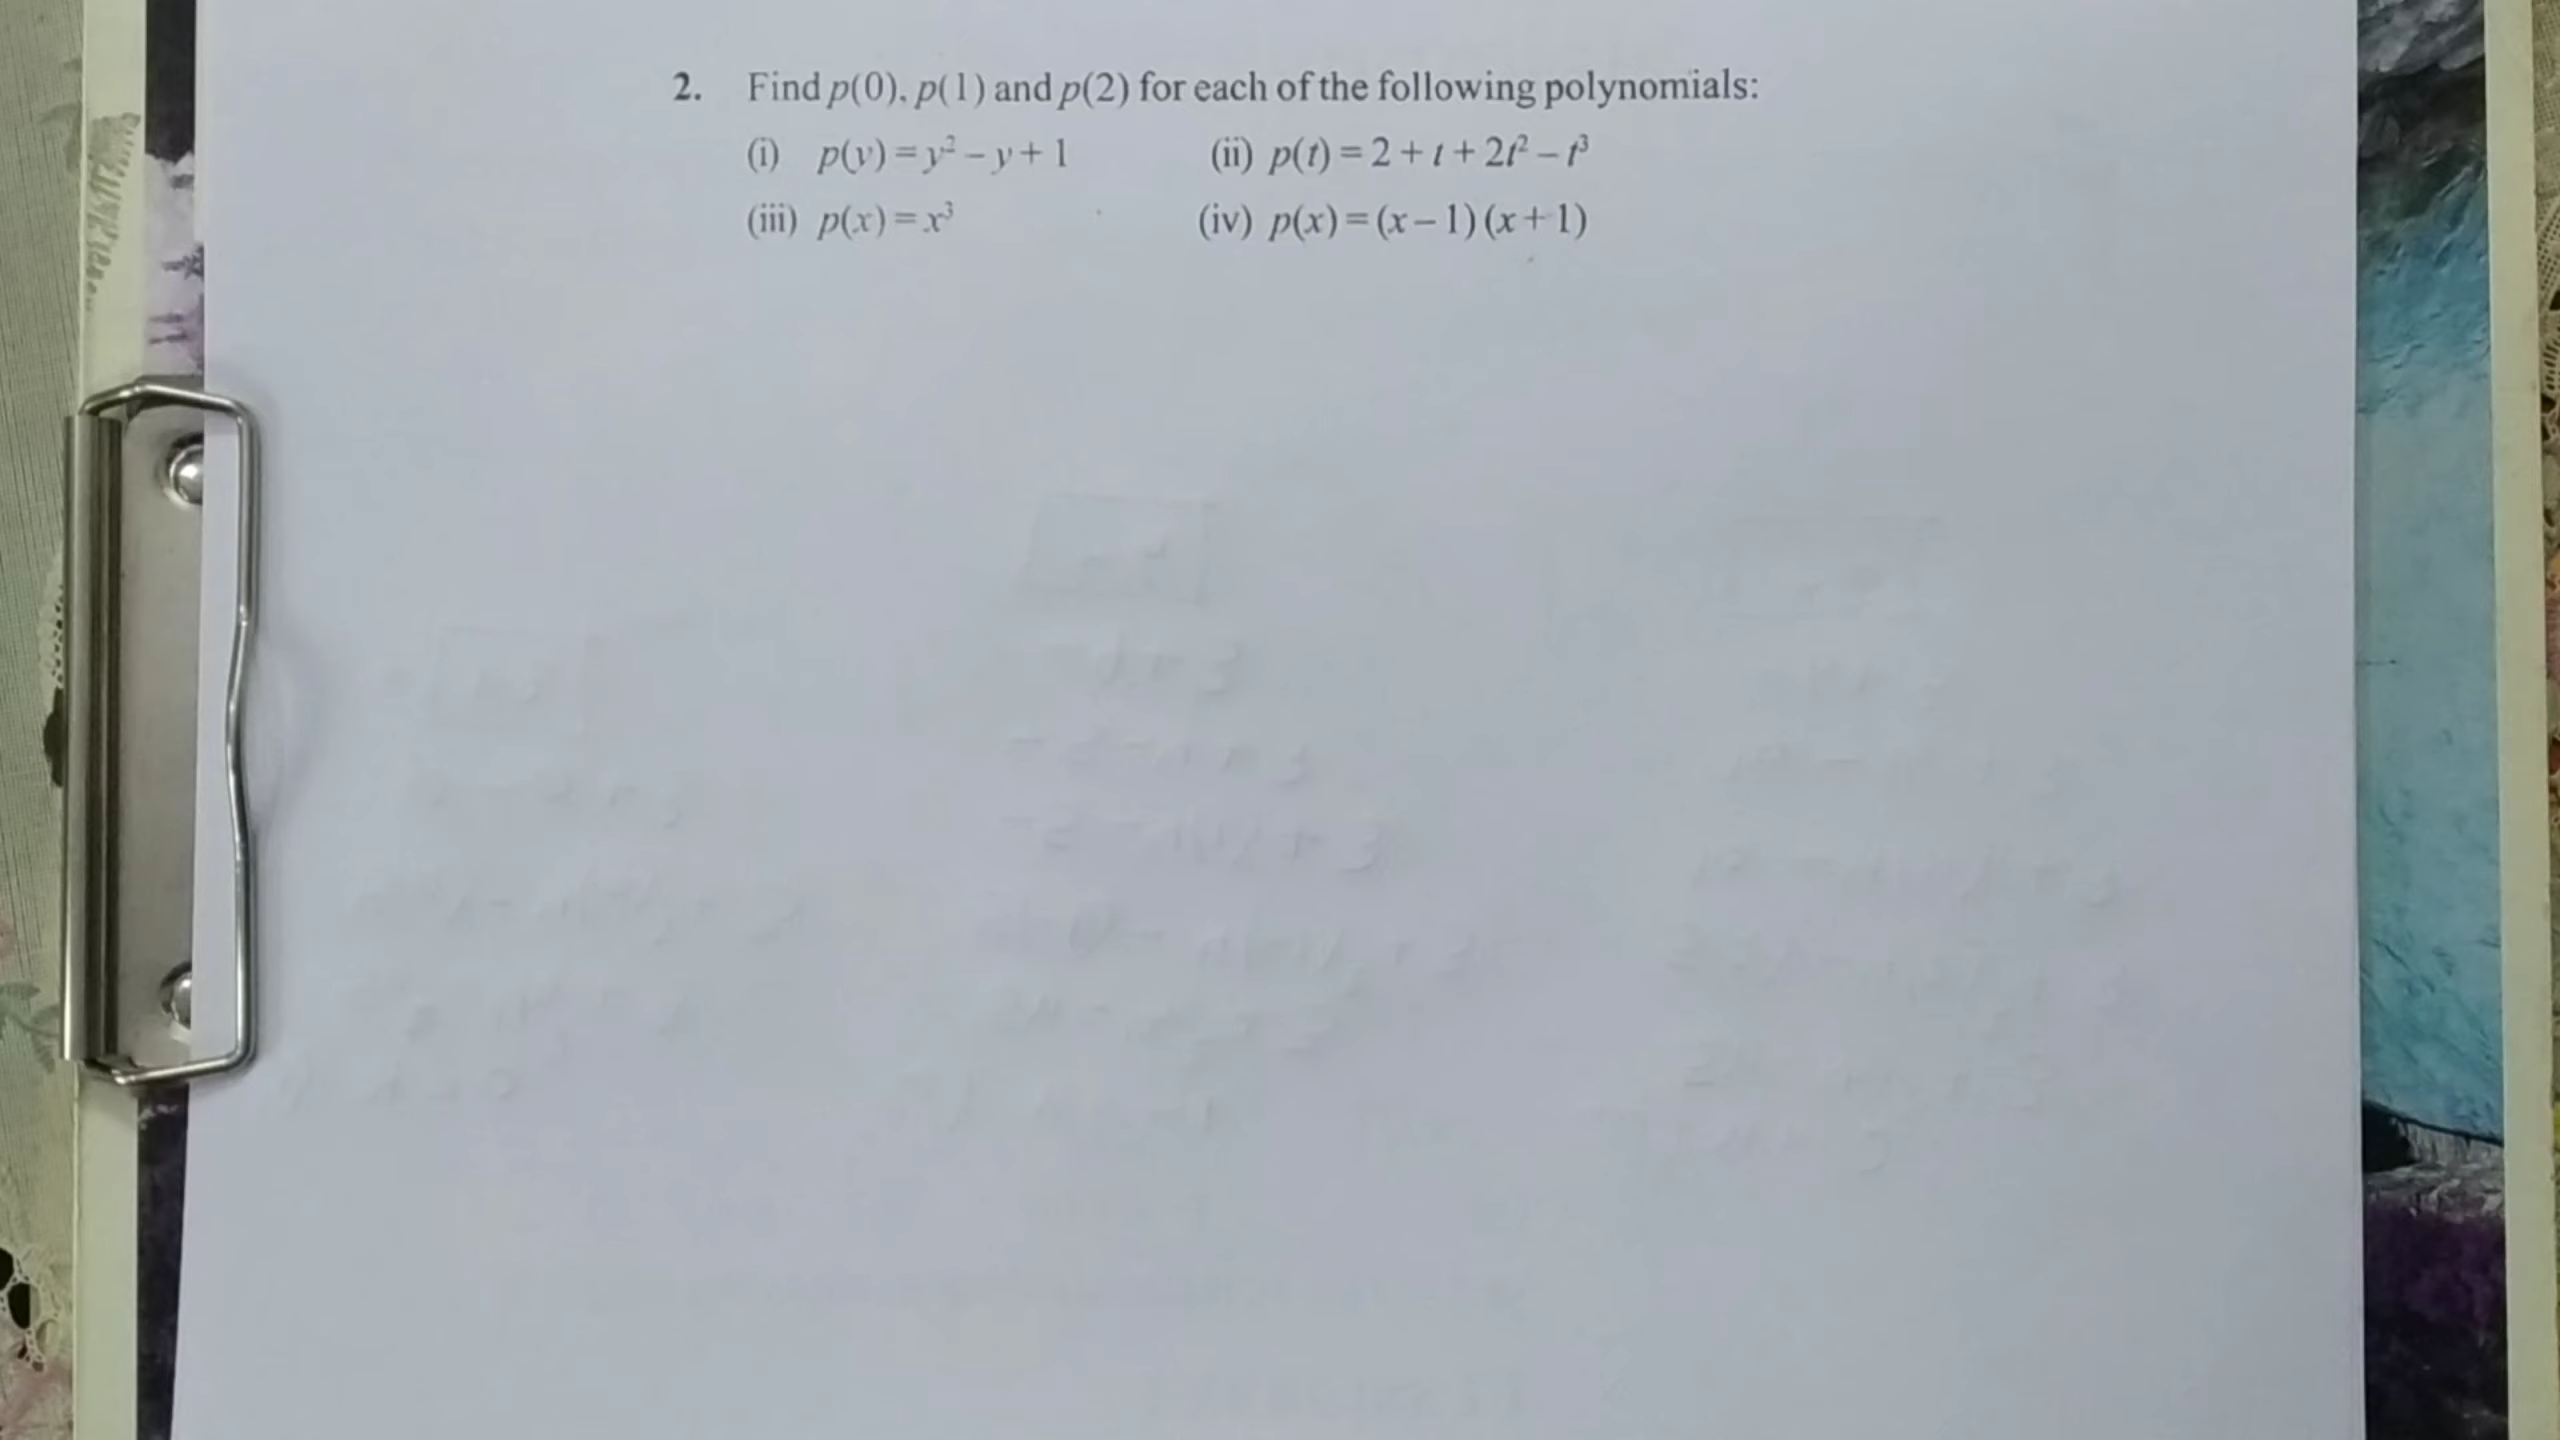 2. Find p(0), p(1) and p(2) for each of the following polynomials:
(i) p(y) = y² – y + 1 (ii) p(t) = 2 + t + 2t² – t³
(iii) p(x) = x³ (iv) p(x) = (x – 1) (x + 1)